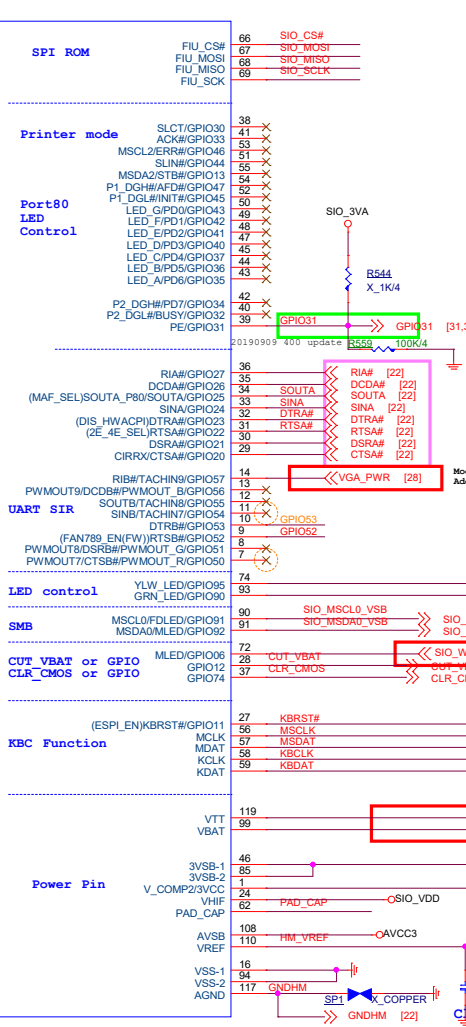 SPI ROM
FIU_CS# 66 SIO_CS#
FIU_MOSI 67 SIO_MOSI
FIU_MISO 68 SIO_MISO
FIU_SCK 69 SIO_SCLK
Printer mode
SLCT/GPIO30 38
ACK#/GPIO33 41
MSCL2/ERR#/GPIO46 53
SLIN#/GPIO44 51
MSDA2/STB#/GPIO13 55
P1_DGH#/AFD#/GPIO47 54
P1_DGL#/INIT#/GPIO45 52
Port80
LED
Control
LED_G/PD0/GPIO43 50
LED_F/PD1/GPIO42 49
LED_E/PD2/GPIO41 48
LED_D/PD3/GPIO40 47
LED_C/PD4/GPIO37 45
LED_B/PD5/GPIO36 44
LED_A/PD6/GPIO35 43
P2_DGH#/PD7/GPIO34 42
P2_DGL#/BUSY/GPIO32 40
PE/GPIO31 39 GPIO31 GPIO31 [31,3
SIO_3VA
R544
X_1K/4
20190909 400 update R559 100K/4
RIA#/GPIO27 36 RIA# [22]
DCDA#/GPIO26 35 DCDA# [22]
(MAF_SEL)SOUTA_P80/SOUTA/GPIO25 34 SOUTA SOUTA [22]
SINA/GPIO24 33 SINA SINA [22]
(DIS_HWACPI)DTRA#/GPIO23 32 DTRA# DTRA# [22]
(2E_4E_SEL)RTSA#/GPIO22 31 RTSA# RTSA# [22]
DSRA#/GPIO21 30 DSRA# [22]
CIRRX/CTSA#/GPIO20 29 CTSA# [22]
UART SIR
RIB#/TACHIN9/GPIO57 14 VGA_PWR [28]
PWMOUT9/DCDB#/PWMOUT_B/GPIO56 13
SOUTB/TACHIN8/GPIO55 12
SINB/TACHIN7/GPIO54 11
DTRB#/GPIO53 10 GPIO53
(FAN789_EN(FW))RTSB#/GPIO52 9 GPIO52
PWMOUT8/DSRB#/PWMOUT_G/GPIO51 8
PWMOUT7/CTSB#/PWMOUT_R/GPIO50 7
LED control
YLW_LED/GPIO95 74
GRN_LED/GPIO90 93
SMB
MSCL0/FDLED/GPIO91 90 SIO_MSCL0_VSB SIO_
MSDA0/MLED/GPIO92 91 SIO_MSDA0_VSB SIO_
CUT_VBAT or GPIO
CLR_CMOS or GPIO
MLED/GPIO06 72 SIO_W
GPIO12 28 CUT_VBAT
GPIO74 37 CLK_CMOS
KBC Function
(ESPI_EN)KBRST#/GPIO11 27 KBRST#
MCLK 56 MSCLK
MDAT 57 MSDAT
KCLK 58 KBCLK
KDAT 59 KBDAT
VTT 119
VBAT 99
Power Pin
3VSB-1 46
3VSB-2 85
V_COMP2/3VCC 1
VHIF 24 SIO_VDD
PAD_CAP 62 PAD_CAP
AVSB 108 AVCC3
VREF 110 HM_VREF
VSS-1 16
VSS-2 94
AGND 117 GNDHM
SP1 X_COPPER
GNDHM [22]